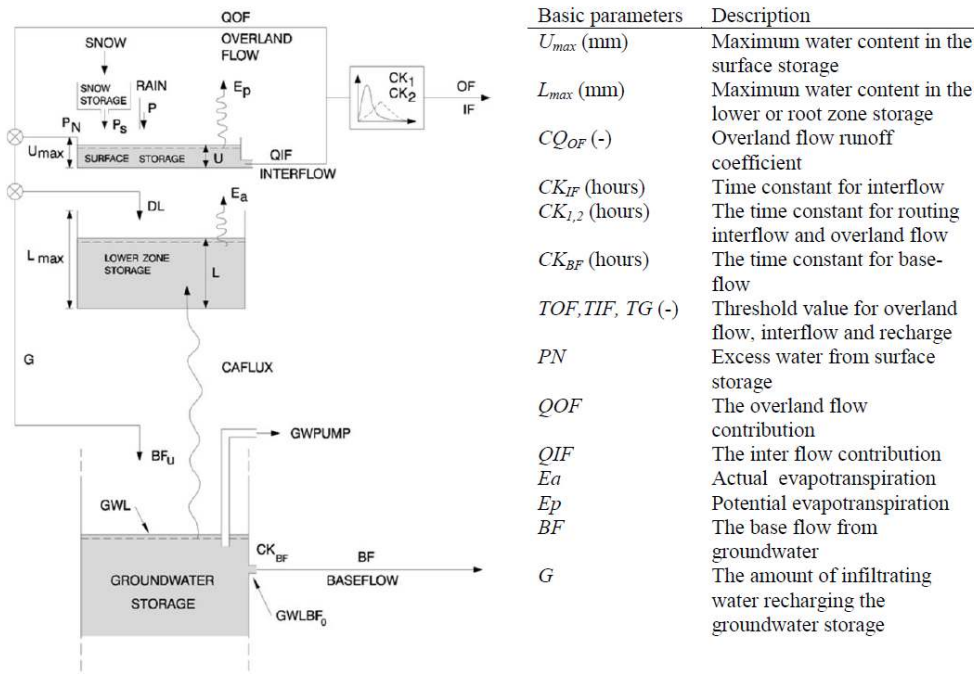 QOF
OVERLAND
FLOW
SNOW
SNOW
STORAGE
RAIN
P
PN
Ps
Ep
CK1
CK2
OF
IF
Umax
SURFACE STORAGE
U
QIF
INTERFLOW
DL
Ea
Lmax
LOWER ZONE
STORAGE
L
G
CAFLUX
GWPUMP
BFU
GWL
CKBF
BF
BASEFLOW
GROUNDWATER
STORAGE
GWLBF0
Basic parameters Description
Umax (mm) Maximum water content in the
surface storage
Lmax (mm) Maximum water content in the
lower or root zone storage
CQOF (-) Overland flow runoff
coefficient
CKIF (hours) Time constant for interflow
CK1,2 (hours) The time constant for routing
interflow and overland flow
CKBF (hours) The time constant for base-
flow
TOF,TIF, TG (-) Threshold value for overland
flow, interflow and recharge
PN Excess water from surface
storage
QOF The overland flow
contribution
QIF The inter flow contribution
Ea Actual evapotranspiration
Ep Potential evapotranspiration
BF The base flow from
groundwater
G The amount of infiltrating
water recharging the
groundwater storage